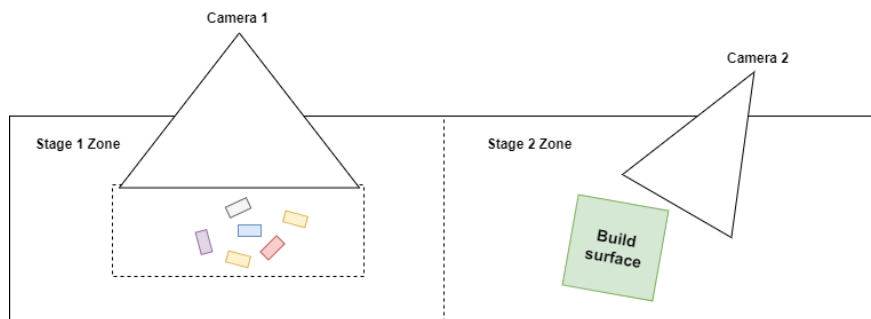 Camera 1
Camera 2
Stage 1 Zone
Stage 2 Zone
Build
surface